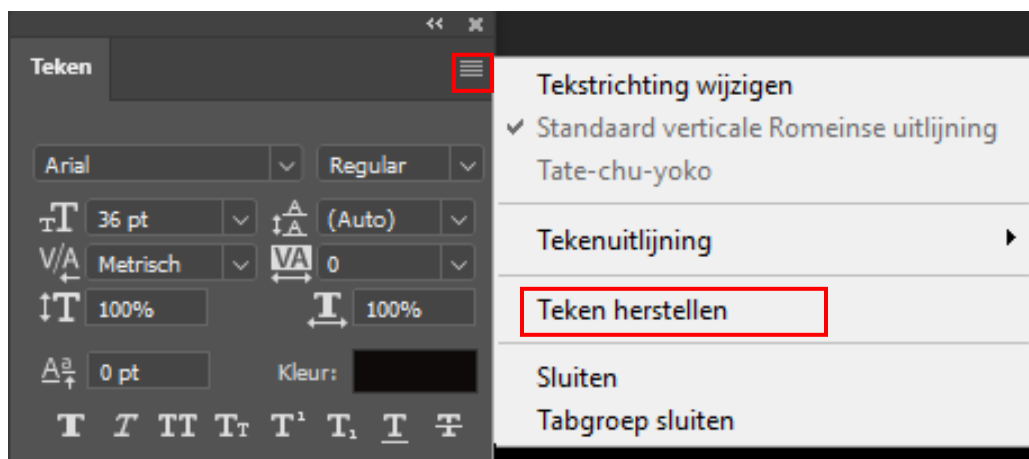 Teken
Arial Regular
36 pt (Auto)
Metrisch 0
100% 100%
0 pt Kleur:
Tekstrichting wijzigen
Standaard verticale Romeinse uitlijning
Tate-chu-yoko
Tekenuitlijning
Teken herstellen
Sluiten
Tabgroep sluiten